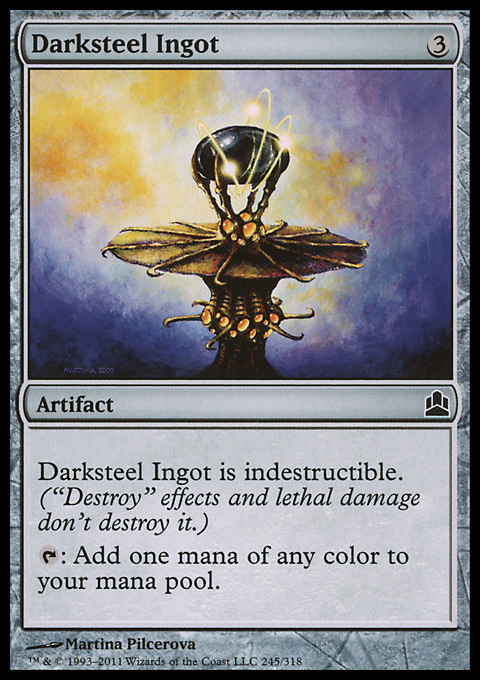 Darksteel Ingot 3
MARTINA 2003
Artifact
Darksteel Ingot is indestructible.
(“Destroy” effects and lethal damage
don’t destroy it.)
: Add one mana of any color to
your mana pool.
Martina Pilcerova
™ & © 1993–2011 Wizards of the Coast LLC 245/318